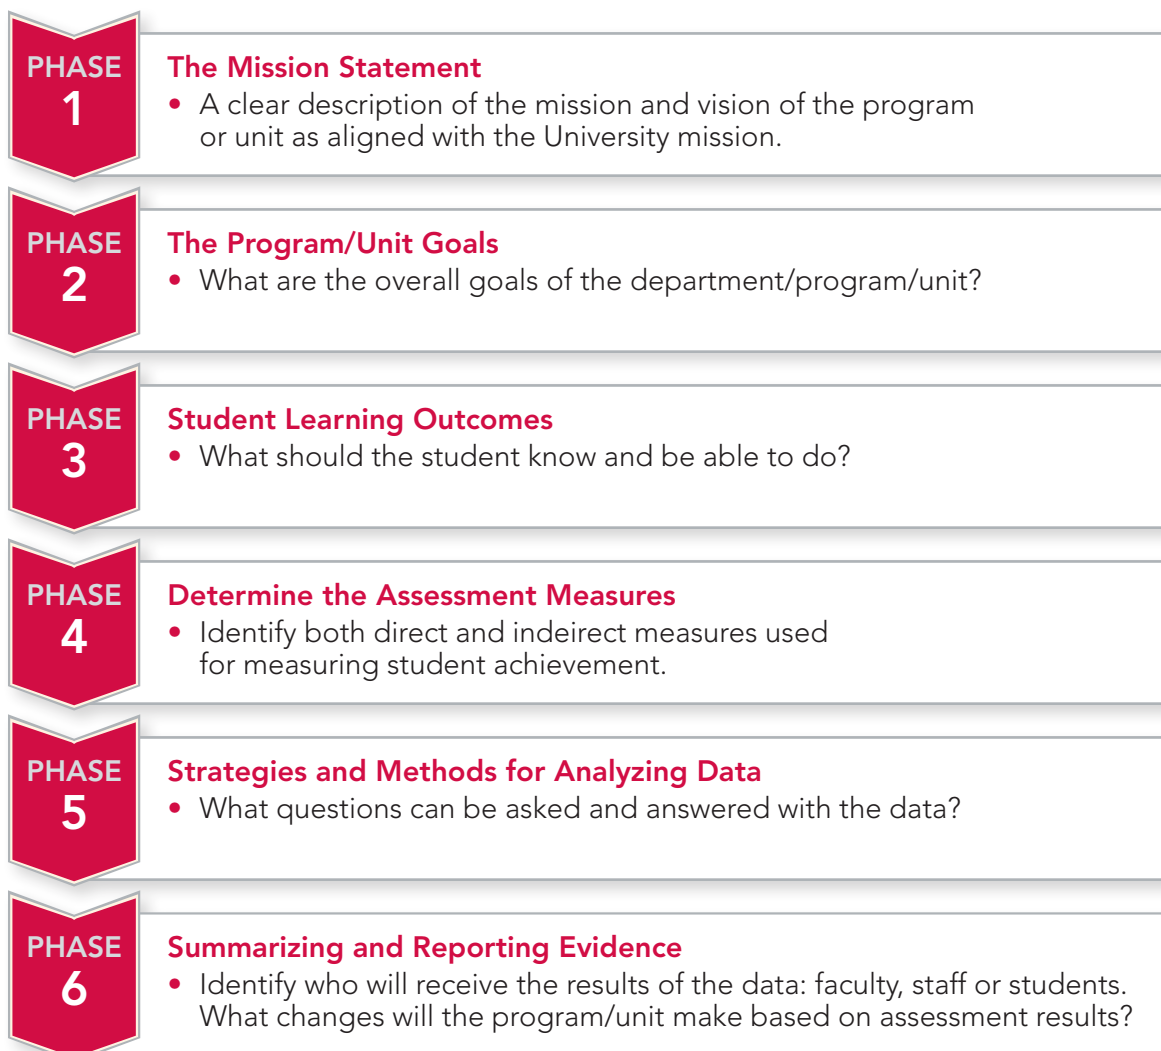 PHASE
1
The Mission Statement
• A clear description of the mission and vision of the program
or unit as aligned with the University mission.
PHASE
2
The Program/Unit Goals
• What are the overall goals of the department/program/unit?
PHASE
3
Student Learning Outcomes
• What should the student know and be able to do?
PHASE
4
Determine the Assessment Measures
• Identify both direct and indeirect measures used
for measuring student achievement.
PHASE
5
Strategies and Methods for Analyzing Data
• What questions can be asked and answered with the data?
PHASE
6
Summarizing and Reporting Evidence
• Identify who will receive the results of the data: faculty, staff or students.
What changes will the program/unit make based on assessment results?